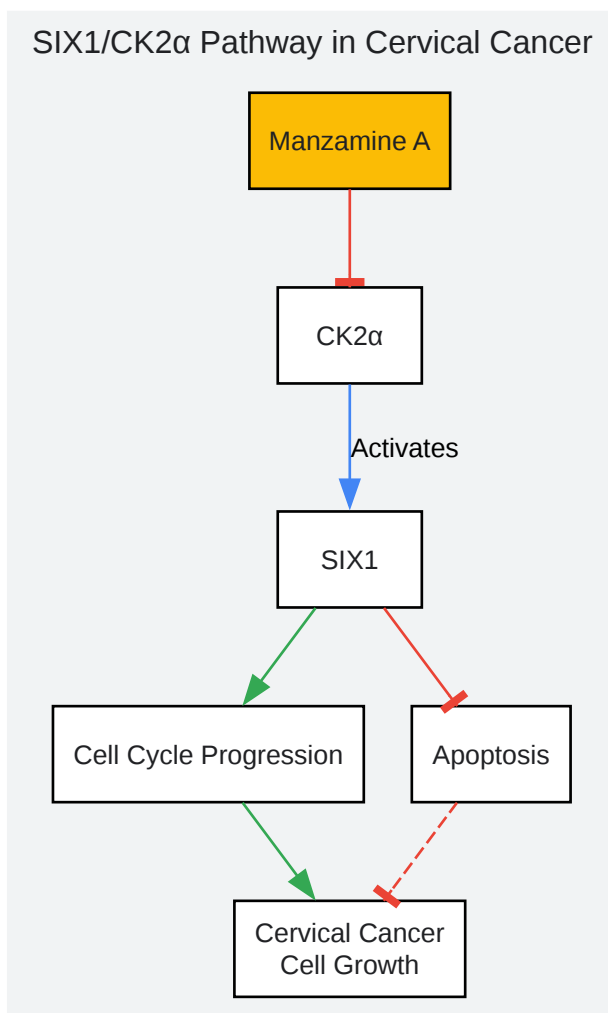 SIX1/CK2α Pathway in Cervical Cancer
Manzamine A
CK2α
Activates
SIX1
Cell Cycle Progression
Apoptosis
Cervical Cancer
Cell Growth